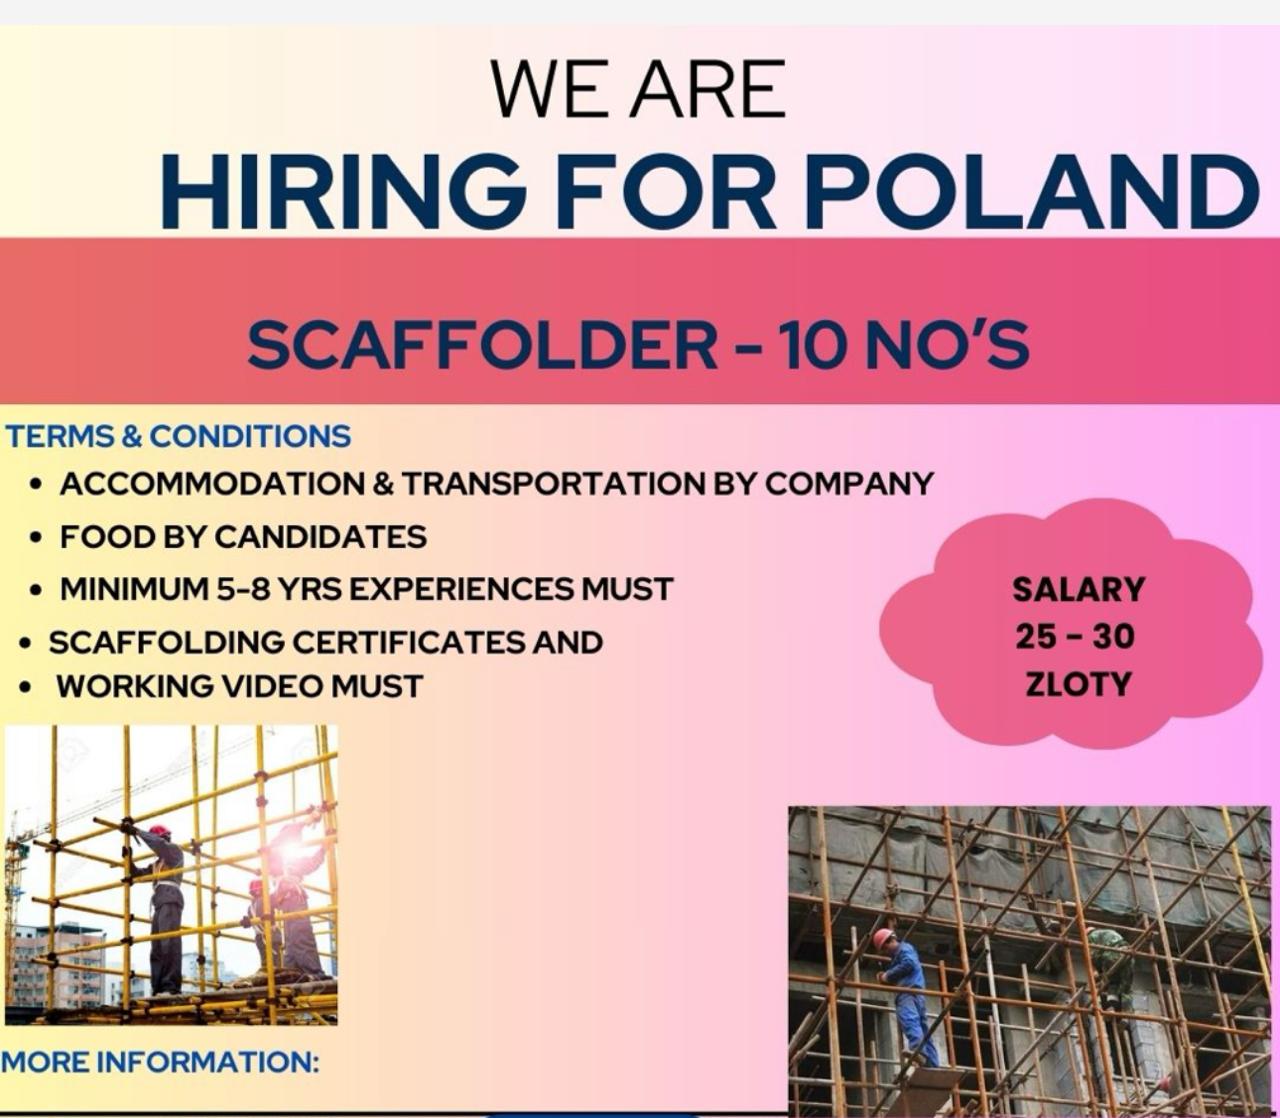 WE ARE
HIRING FOR POLAND
SCAFFOLDER - 10 NO'S
TERMS & CONDITIONS
• ACCOMMODATION & TRANSPORTATION BY COMPANY
• FOOD BY CANDIDATES
• MINIMUM 5-8 YRS EXPERIENCES MUST
• SCAFFOLDING CERTIFICATES AND
• WORKING VIDEO MUST
SALARY
25 - 30
ZLOTY
MORE INFORMATION: